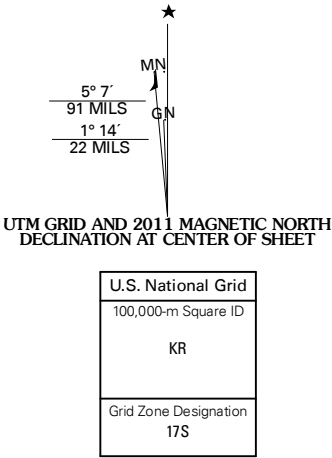 MN
5° 7´
91 MILS
GN
1° 14´
22 MILS
UTM GRID AND 2011 MAGNETIC NORTH
DECLINATION AT CENTER OF SHEET
U.S. National Grid
100,000-m Square ID
KR
Grid Zone Designation
17S